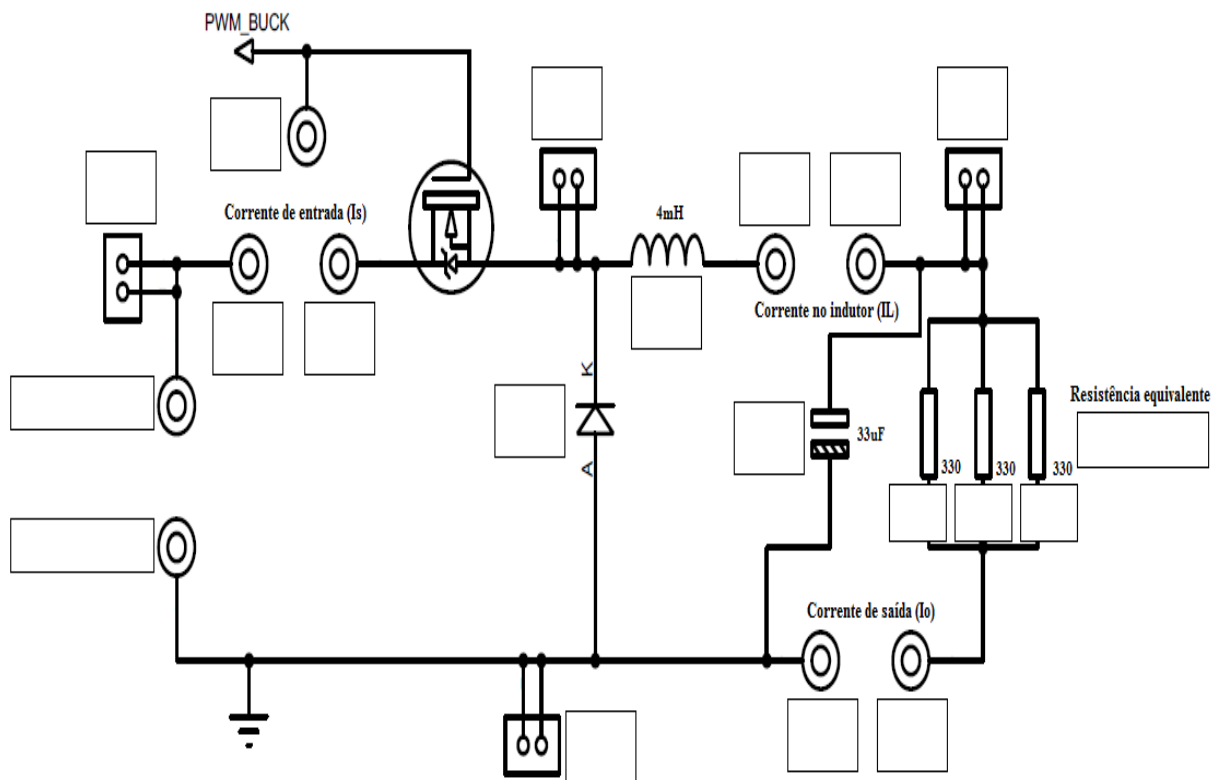 PWM_BUCK
Corrente de entrada (Is)
4mH
Corrente no indutor (IL)
K
A
33uF
Resistência equivalente
330
330
330
Corrente de saída (Io)